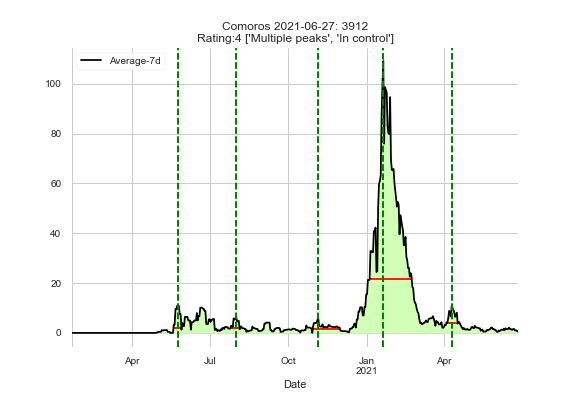 Comoros 2021-06-27: 3912
Rating:4 ['Multiple peaks', 'In control']
Average-7d
100
80
60
40
20
0
Apr Jul Oct Jan Apr
2021
Date